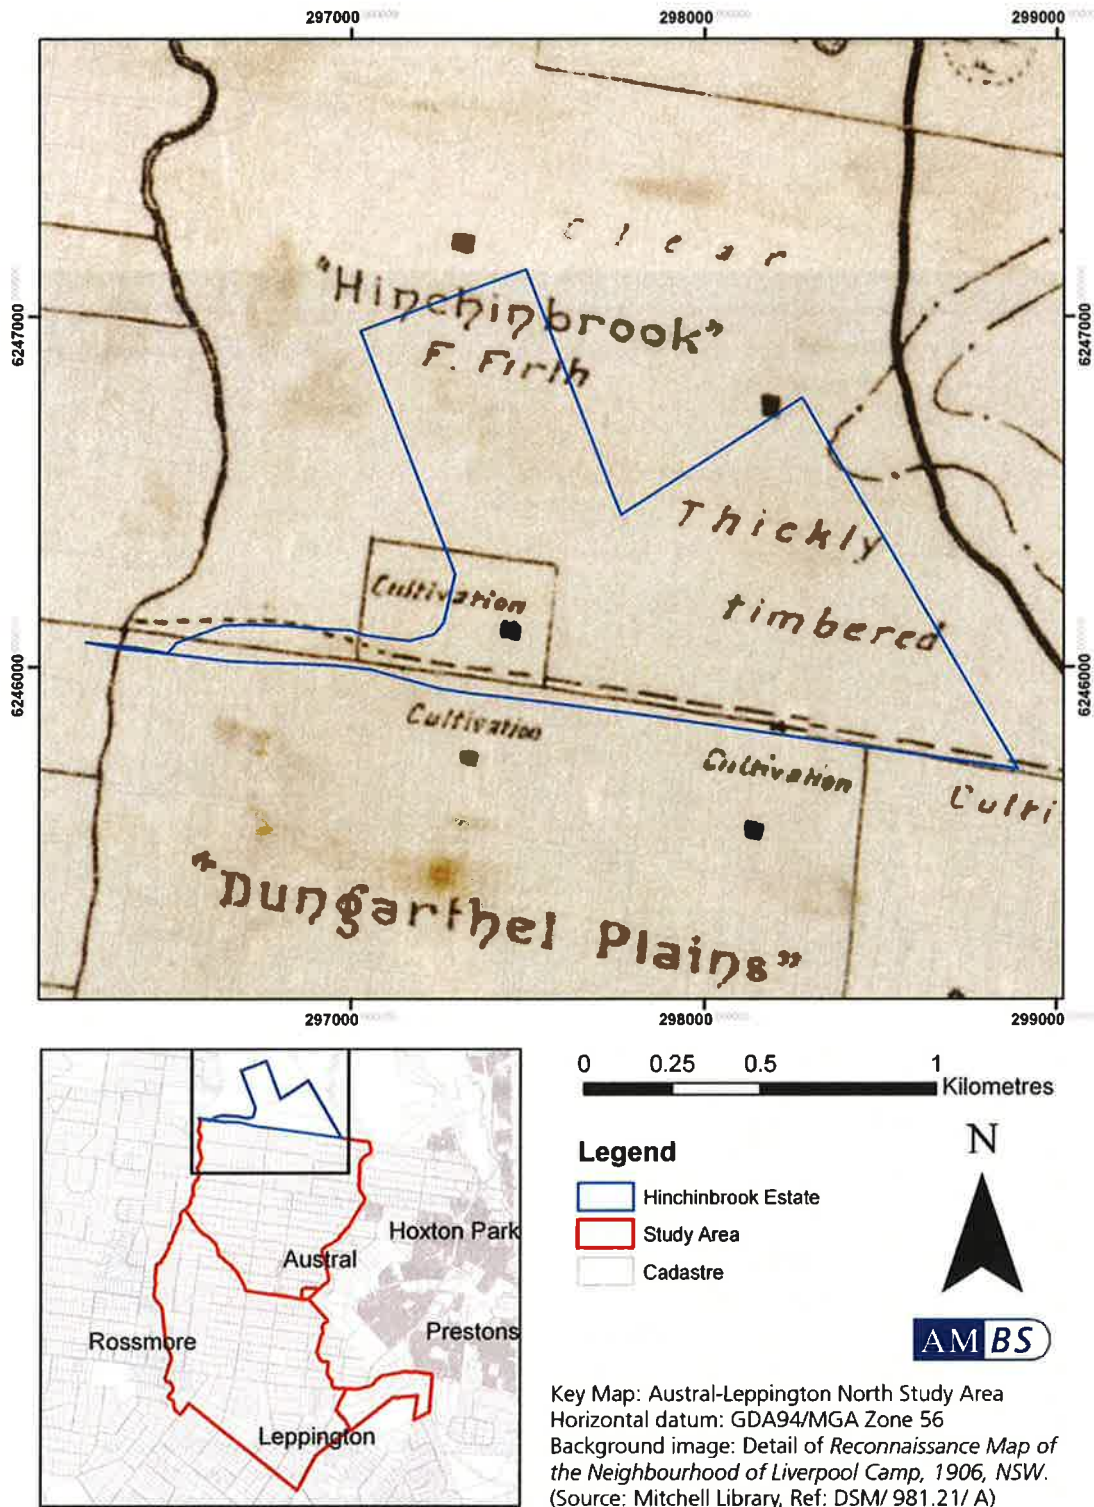 297000 298000 299000
Clear
"Hinchinbrook"
F. Firth
6247000 6247000
Thickly
Cultivation
timbered
6246000 6246000
Cultivation
Cultivation
Culti
"Dungarthel Plains"
297000 298000 299000
0 0.25 0.5 1
Kilometres
N
Legend
Hinchinbrook Estate
Study Area
Cadastre
Hoxton Park
Austral
Rossmore
Prestons
Leppington
AMBS
Key Map: Austral-Leppington North Study Area
Horizontal datum: GDA94/MGA Zone 56
Background image: Detail of Reconnaissance Map of
the Neighbourhood of Liverpool Camp, 1906, NSW.
(Source: Mitchell Library, Ref: DSM/ 981.21/ A)